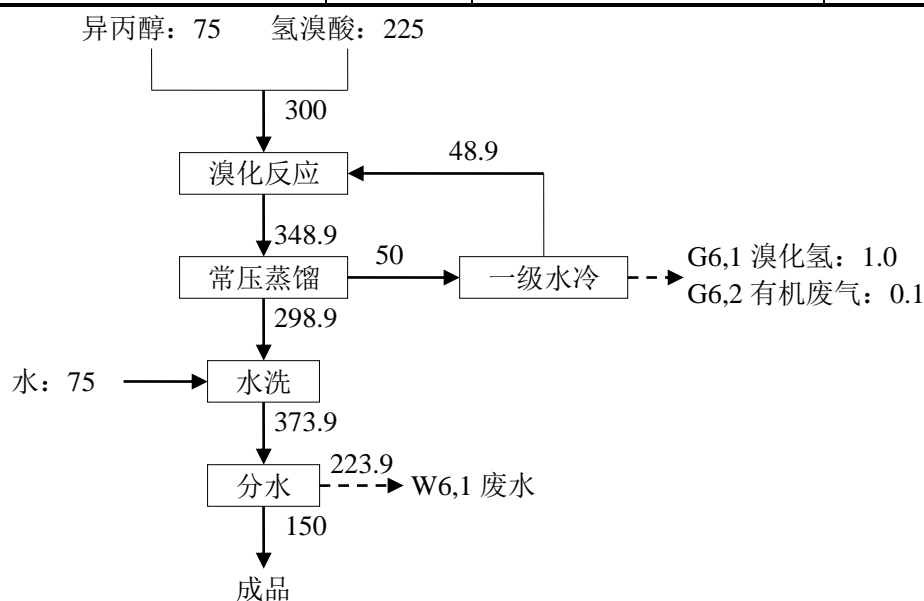 异丙醇：75 氢溴酸：225
300
48.9
溴化反应
348.9
50
G6,1 溴化氢：1.0
常压蒸馏
一级水冷
G6,2 有机废气：0.1
298.9
水：75
水洗
373.9
223.9
分水
W6,1 废水
150
成品